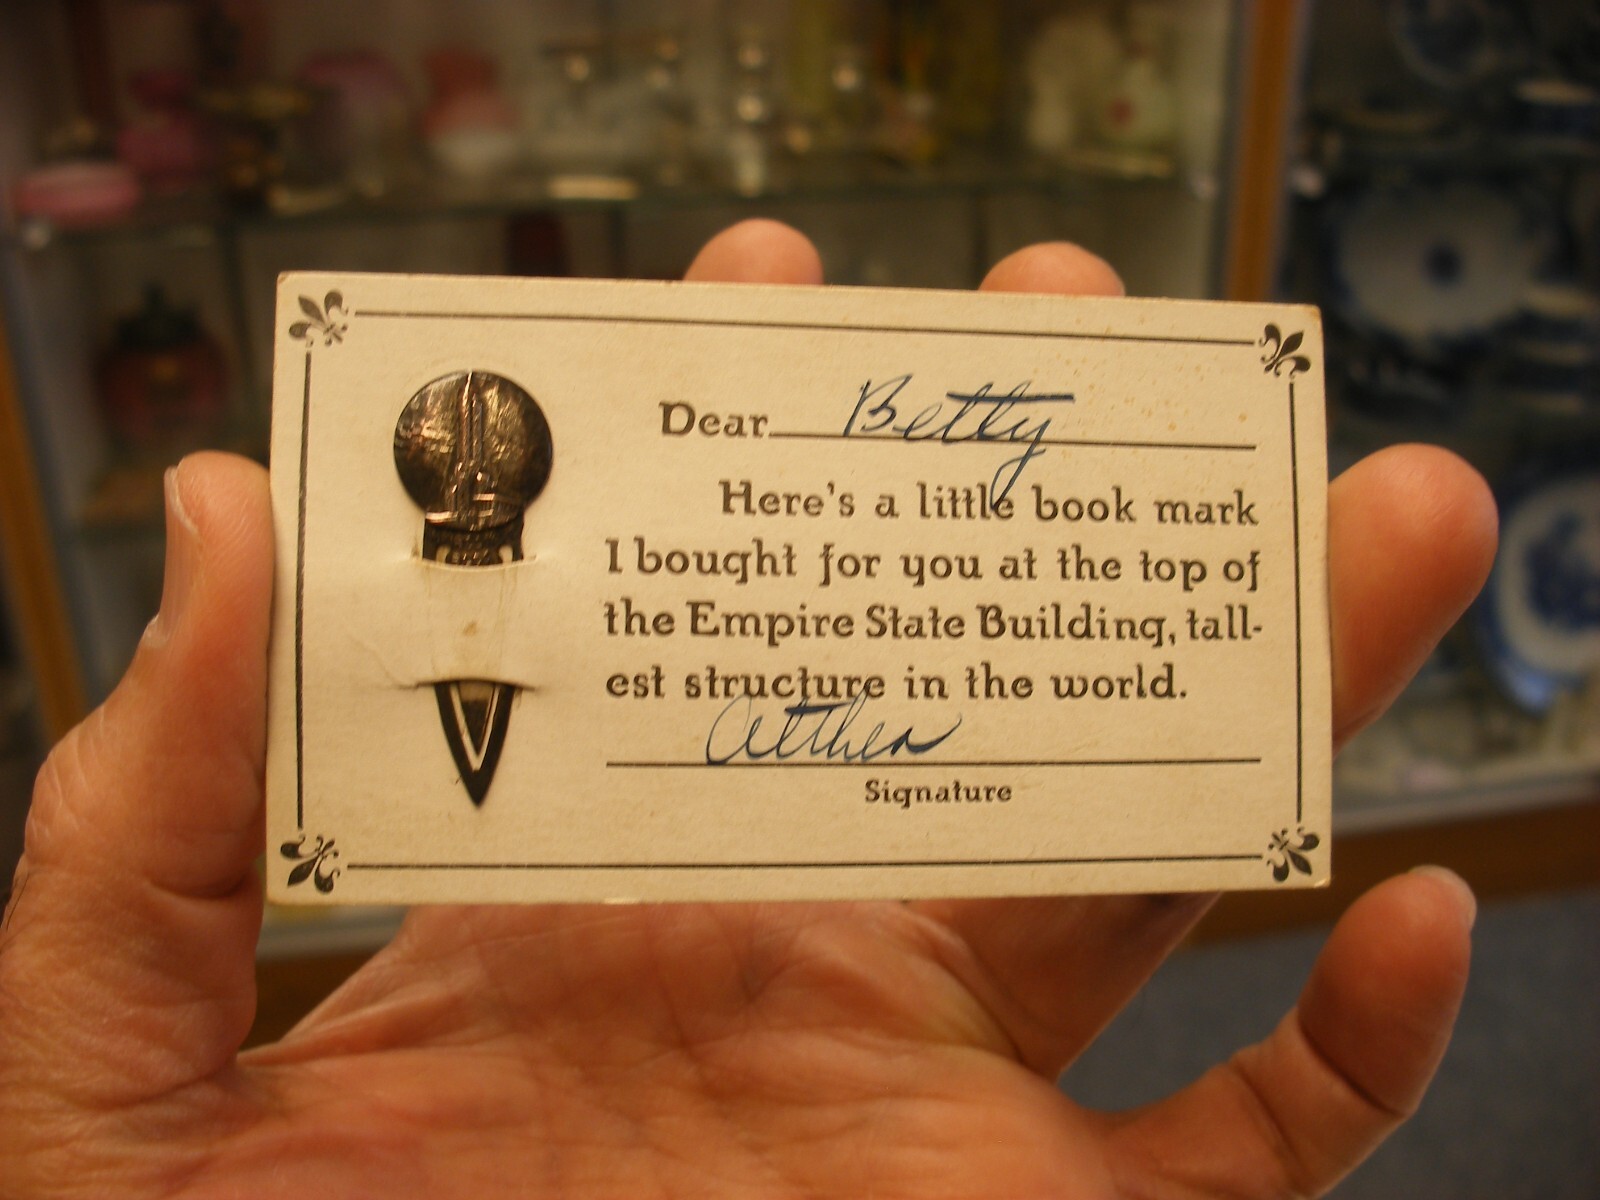 Dear Betty
Here's a little book mark
I bought for you at the top of
the Empire State Building, tall-
est structure in the world.
Althea
Signature